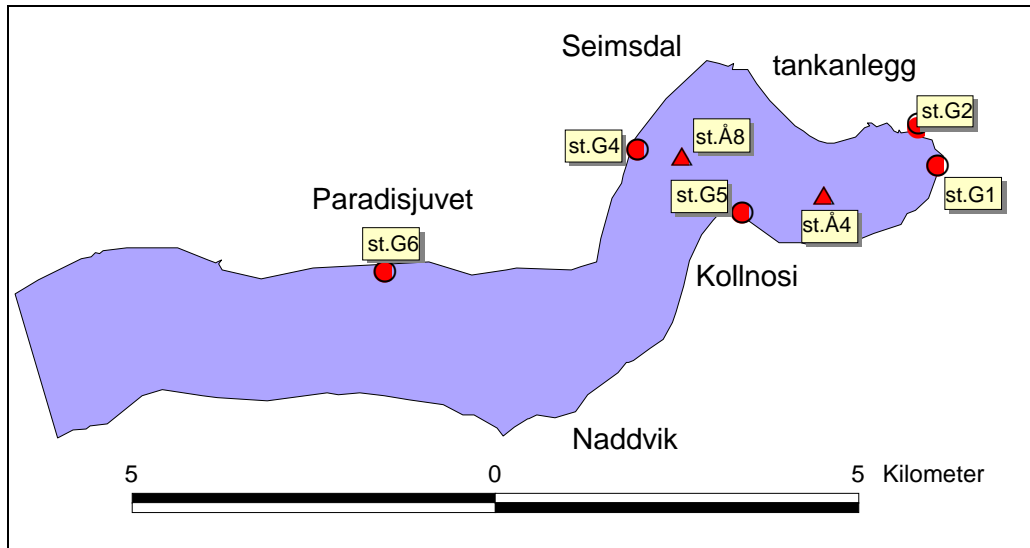 Seimsdal
tankanlegg
st.G2
st.G4
st.Å8
st.G1
Paradisjuvet
st.G5
st.Å4
st.G6
Kollnosi
Naddvik
5 0 5 Kilometer